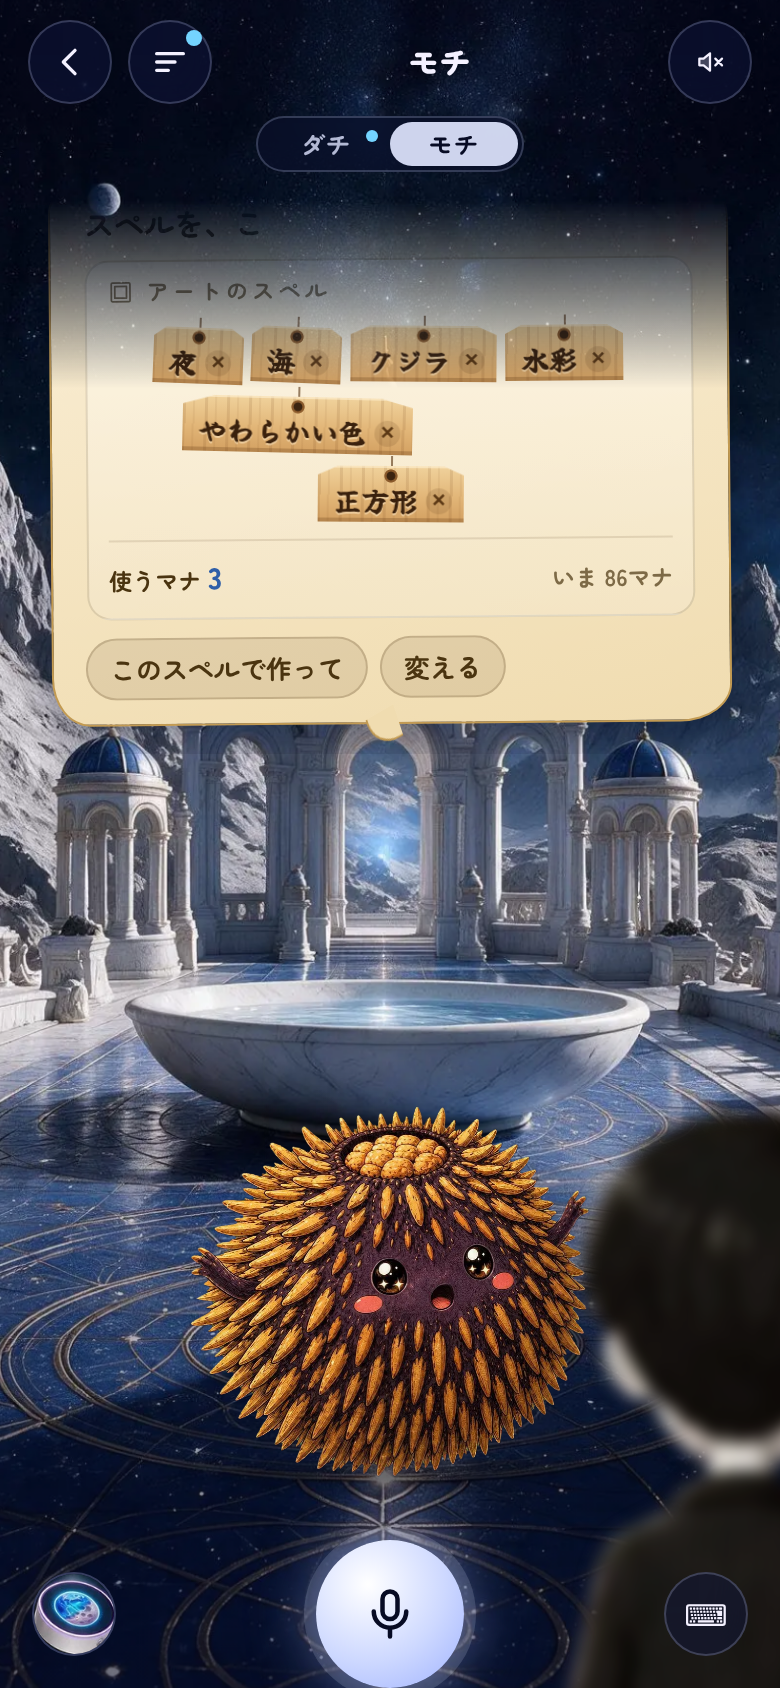 モチ
ダチ モチ
スペルを、こ
アートのスペル
夜 × 海 × クジラ × 水彩 ×
やわらかい色 ×
正方形 ×
使うマナ 3 いま 86マナ
このスペルで作って 変える